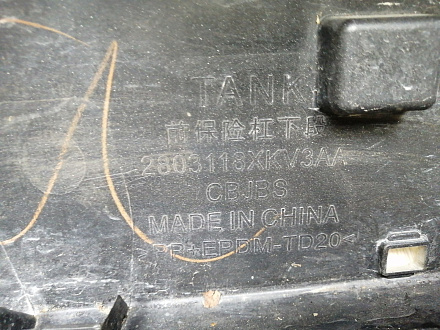 TANK
前保险杠下段
2803118XKV3AA
CBJBS
MADE IN CHINA
>PP+EPDM-TD20<